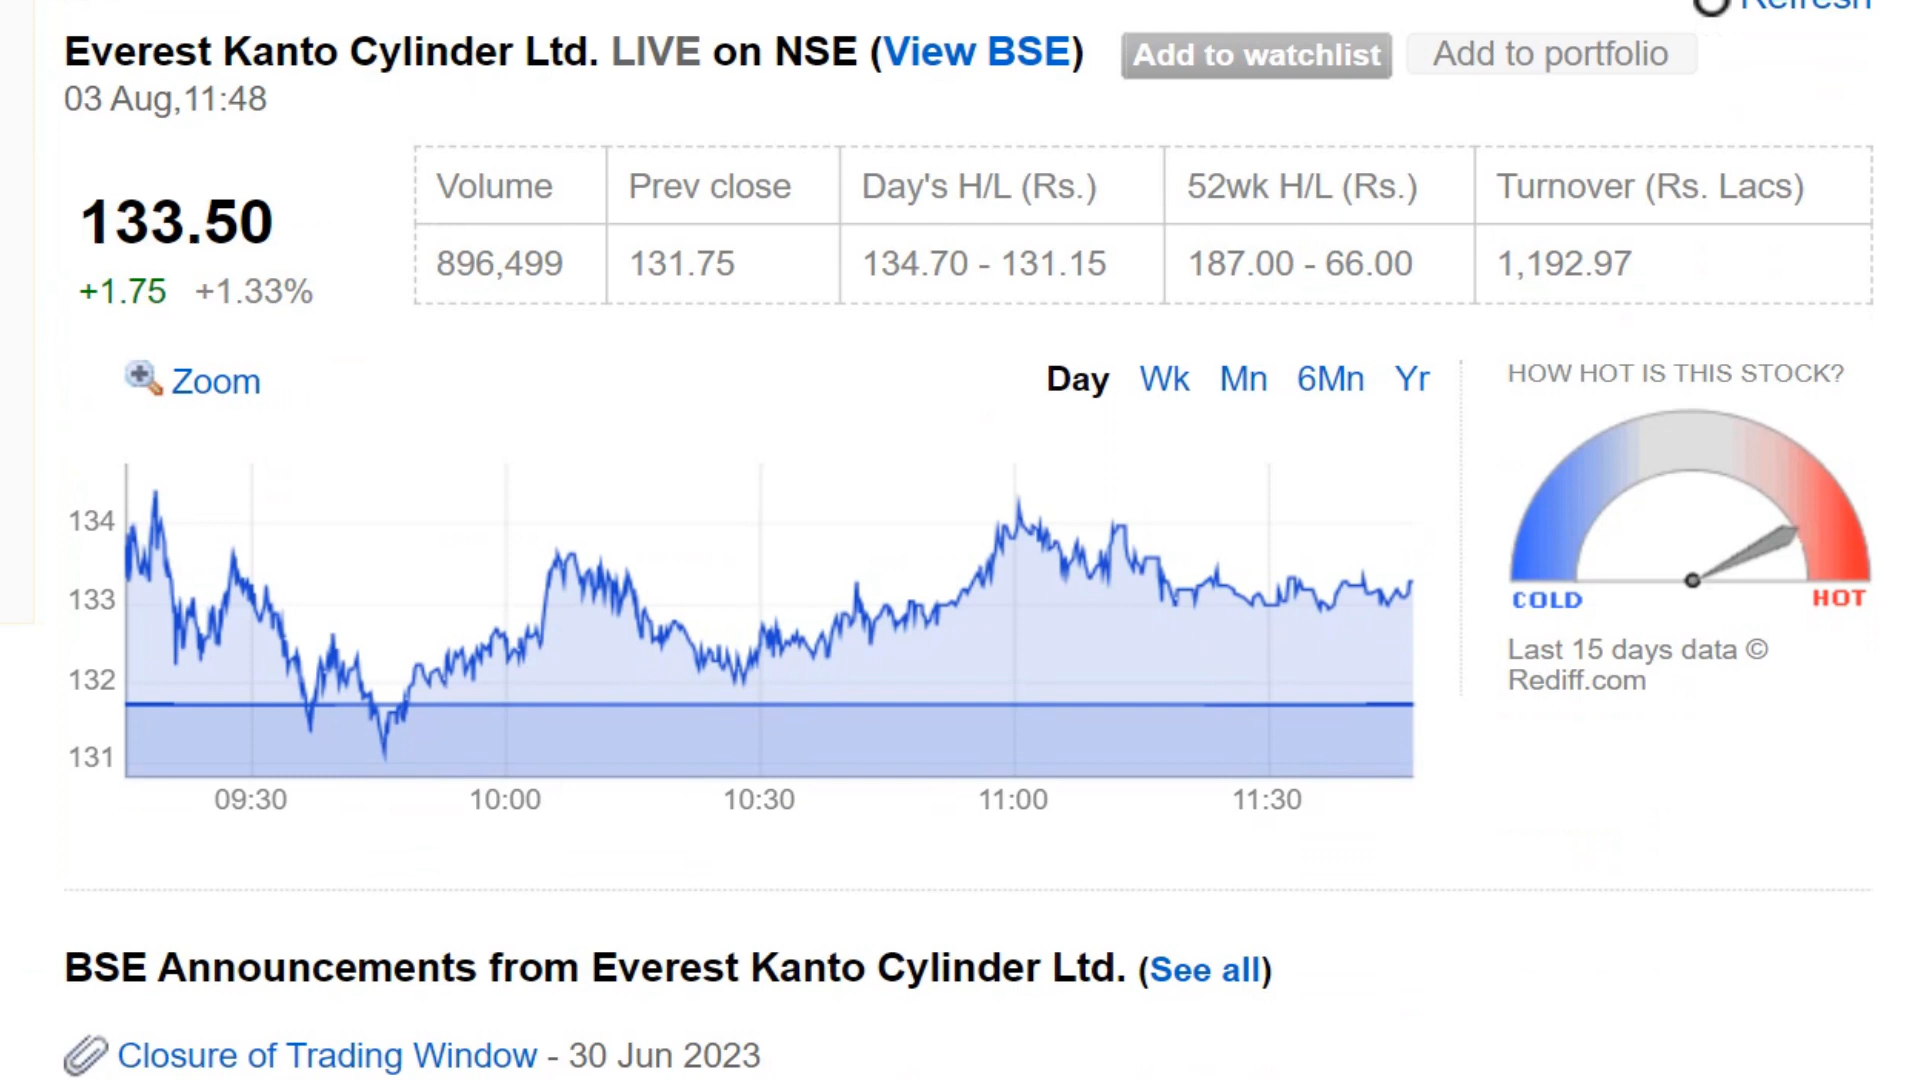 Refresh
Everest Kanto Cylinder Ltd. LIVE on NSE (View BSE) Add to watchlist Add to portfolio
03 Aug,11:48
Volume Prev close Day's H/L (Rs.) 52wk H/L (Rs.) Turnover (Rs. Lacs)
133.50
896,499 131.75 134.70 - 131.15 187.00 - 66.00 1,192.97
+1.75 +1.33%
Zoom Day Wk Mn 6Mn Yr
HOW HOT IS THIS STOCK?
134
133
132
131
09:30 10:00 10:30 11:00 11:30
COLD HOT
Last 15 days data ©
Rediff.com
BSE Announcements from Everest Kanto Cylinder Ltd. (See all)
Closure of Trading Window - 30 Jun 2023